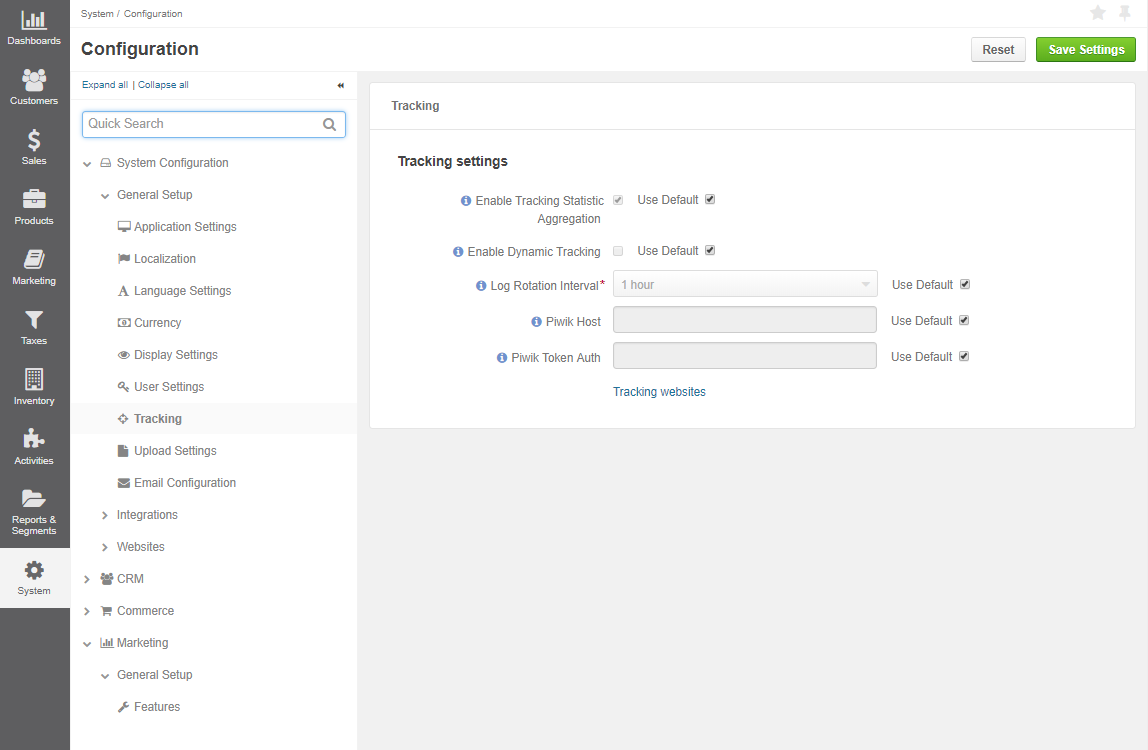 System / Configuration
Configuration
Reset
Save Settings
Dashboards
Customers
Sales
Products
Marketing
Taxes
Inventory
Activities
Reports &
Segments
System
Expand all | Collapse all
Quick Search
System Configuration
General Setup
Application Settings
Localization
Language Settings
Currency
Display Settings
User Settings
Tracking
Upload Settings
Email Configuration
Integrations
Websites
CRM
Commerce
Marketing
General Setup
Features
Tracking
Tracking settings
Enable Tracking Statistic Use Default
Aggregation
Enable Dynamic Tracking Use Default
Log Rotation Interval* 1 hour Use Default
Piwik Host Use Default
Piwik Token Auth Use Default
Tracking websites